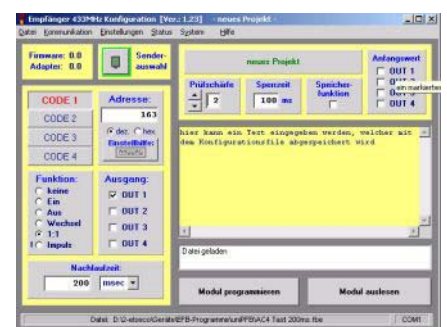 Empfänger 433MHz Konfiguration [Ver.: 1.23] - neues Projekt -
Datei Kommunikation Einstellungen Status System Hilfe
Firmware: 0.0
Adapter: 0.0
Sender-
auswahl
neues Projekt
Anfangswert
OUT 1
ein markierter
OUT 4
Prüfschärfe
2
Sperrzeit
100 ms
Speicher-
funktion
CODE 1
CODE 2
CODE 3
CODE 4
Adresse:
163
dez. hex
Einstellhilfe:
hier kann ein Text eingegeben werden, welcher mit
dem Konfigurationsfile abgespeichert wird
Funktion:
keine
Ein
Aus
Wechsel
1:1
Impuls
Ausgang:
OUT 1
OUT 2
OUT 3
OUT 4
Nachlaufzeit:
200 msec
Datei geladen
Modul programmieren
Modul auslesen
COM1